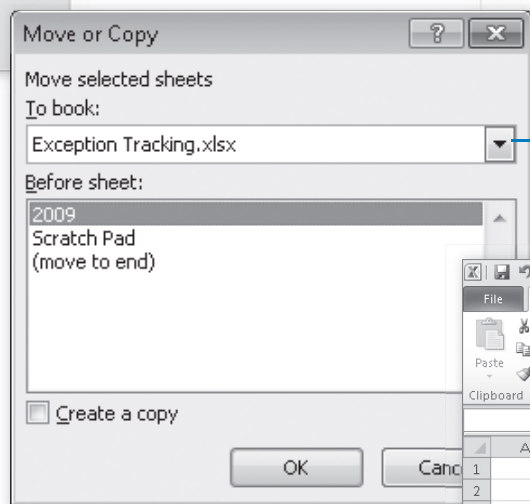 Move or Copy
Move selected sheets
To book:
Exception Tracking.xlsx
Before sheet:
2009
Scratch Pad
(move to end)
Create a copy
OK
File
Paste
Clipboard
A
1
2